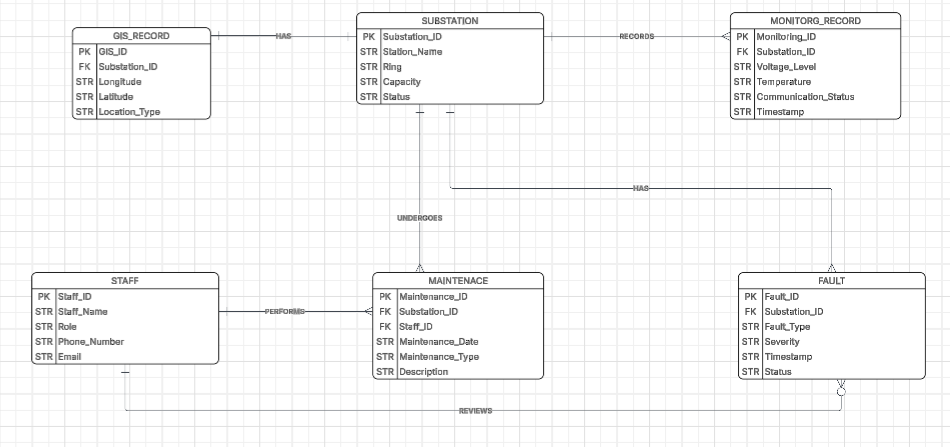 GIS_RECORD
PK GIS_ID
FK Substation_ID
STR Longitude
STR Latitude
STR Location_Type
HAS
SUBSTATION
PK Substation_ID
STR Station_Name
STR Ring
STR Capacity
STR Status
RECORDS
MONITORG_RECORD
PK Monitoring_ID
FK Substation_ID
STR Voltage_Level
STR Temperature
STR Communication_Status
STR Timestamp
HAS
UNDERGOES
STAFF
PK Staff_ID
STR Staff_Name
STR Role
STR Phone_Number
STR Email
PERFORMS
MAINTENACE
PK Maintenance_ID
FK Substation_ID
FK Staff_ID
STR Maintenance_Date
STR Maintenance_Type
STR Description
FAULT
PK Fault_ID
FK Substation_ID
STR Fault_Type
STR Severity
STR Timestamp
STR Status
REVIEWS